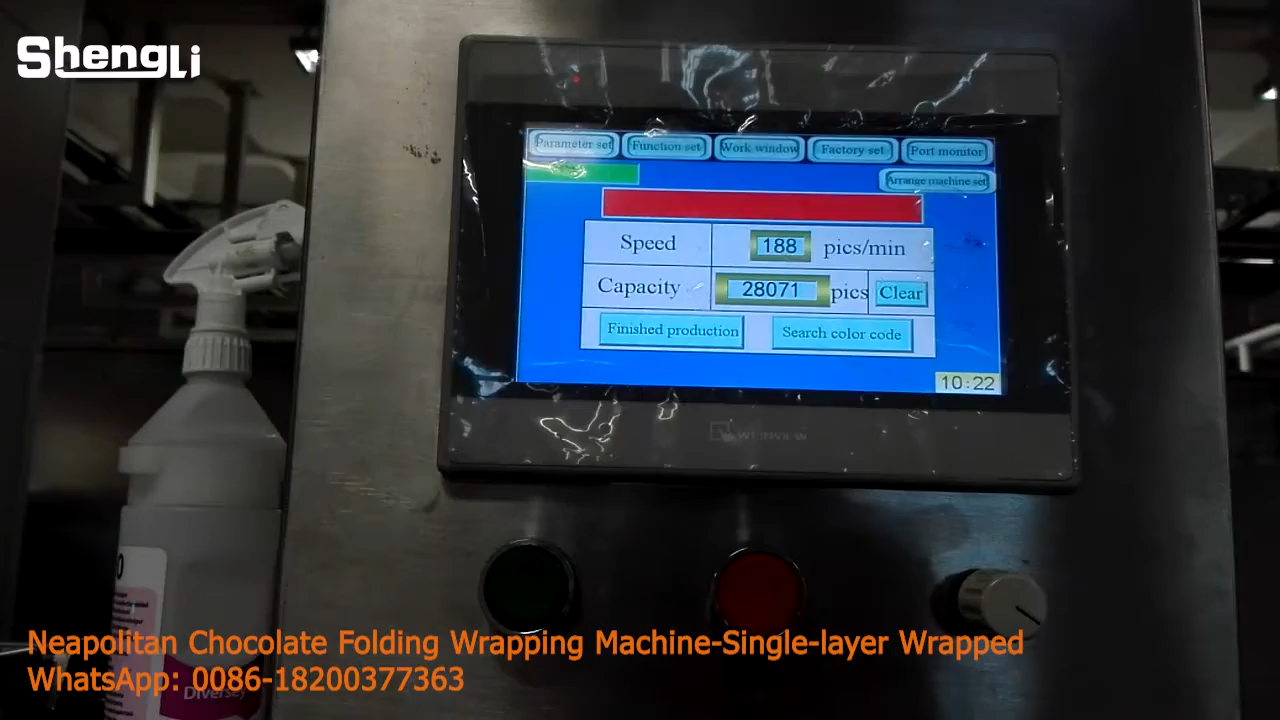 ShengLi
Parameter set
Function set
Work window
Factory set
Port monitor
Arrange machine set
Speed
188
pics/min
Capacity
28071
pics
Clear
Finished production
Search color code
10:22
Neapolitan Chocolate Folding Wrapping Machine-Single-layer Wrapped
WhatsApp: 0086-18200377363
Diversey